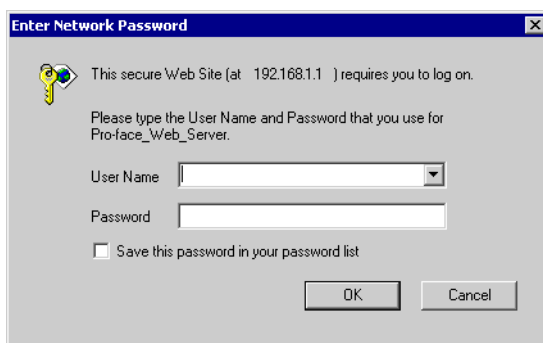 Enter Network Password
This secure Web Site (at 192.168.1.1 ) requires you to log on.
Please type the User Name and Password that you use for
Pro-face_Web_Server.
User Name
Password
Save this password in your password list
OK Cancel